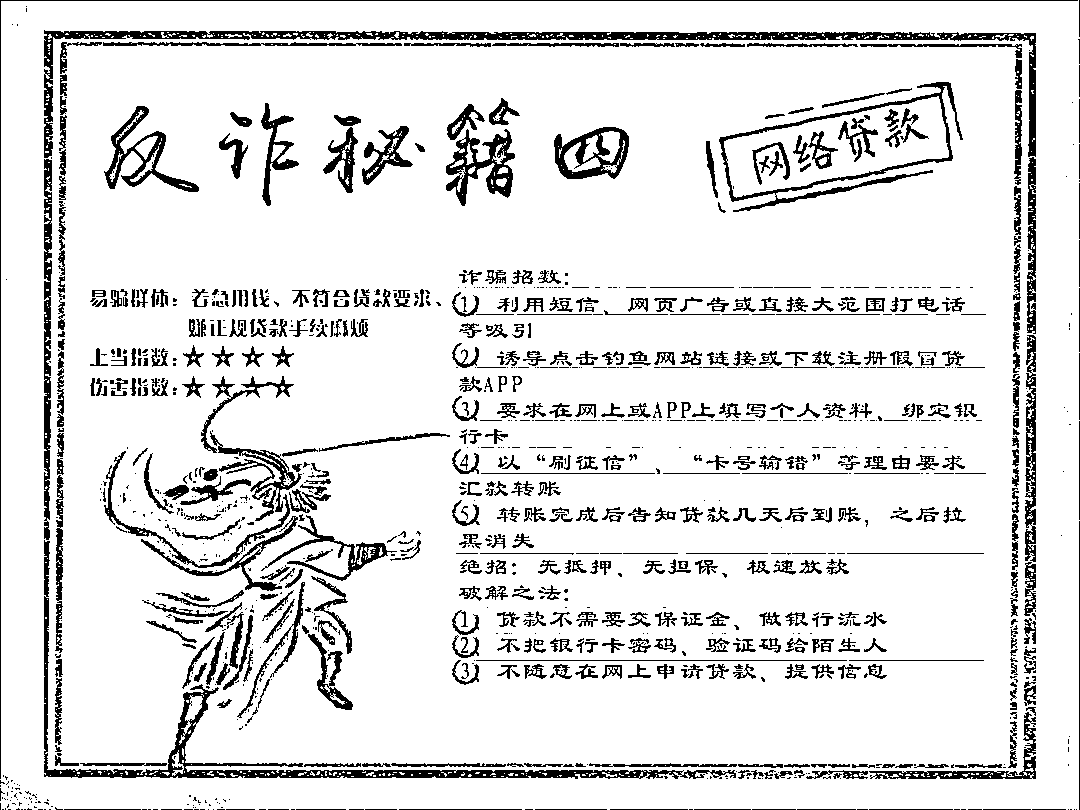 反诈秘籍四
网络贷款
易骗群体：着急用钱、不符合贷款要求、
嫌正规贷款手续麻烦
上当指数：☆☆☆☆
伤害指数：☆☆☆☆
诈骗招数：
① 利用短信、网页广告或直接大范围打电话
等吸引
② 诱导点击钓鱼网站链接或下载注册假冒贷
款APP
③ 要求在网上或APP上填写个人资料、绑定银
行卡
④ 以“刷征信”、“卡号输错”等理由要求
汇款转账
⑤ 转账完成后告知贷款几天后到账，之后拉
黑消失
绝招：无抵押、无担保、极速放款
破解之法：
① 贷款不需要交保证金、做银行流水
② 不把银行卡密码、验证码给陌生人
③ 不随意在网上申请贷款、提供信息